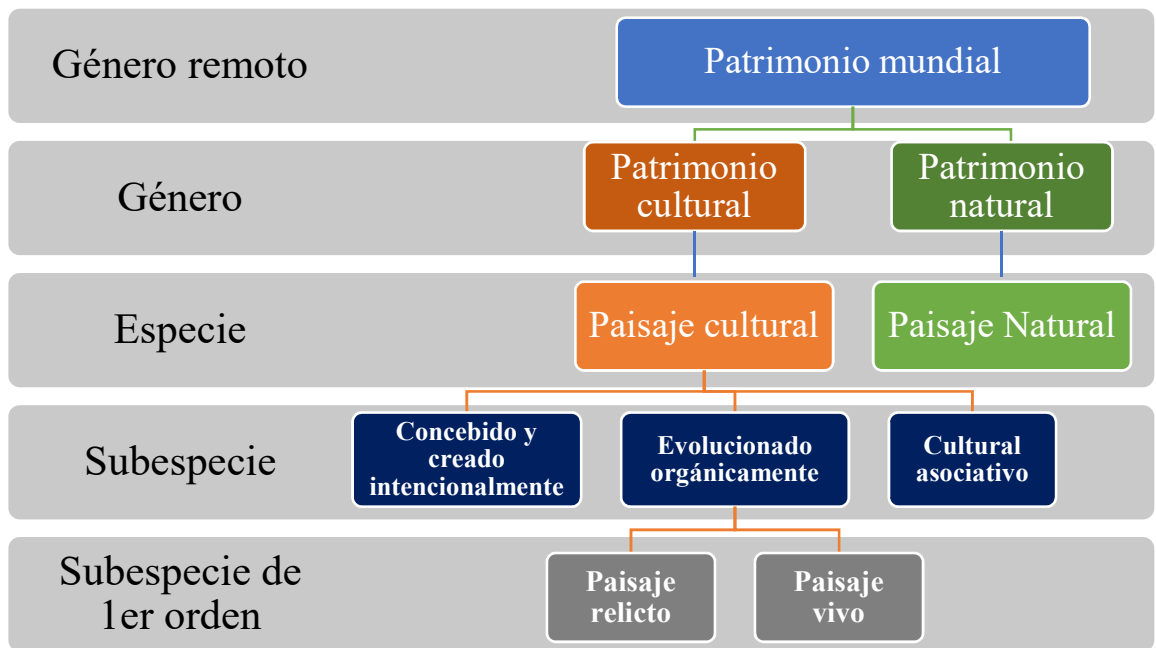 Género remoto
Patrimonio mundial
Género
Patrimonio
cultural
Patrimonio
natural
Especie
Paisaje cultural
Paisaje Natural
Subespecie
Concebido y
creado
intencionalmente
Evolucionado
orgánicamente
Cultural
asociativo
Subespecie de
1er orden
Paisaje
relicto
Paisaje
vivo